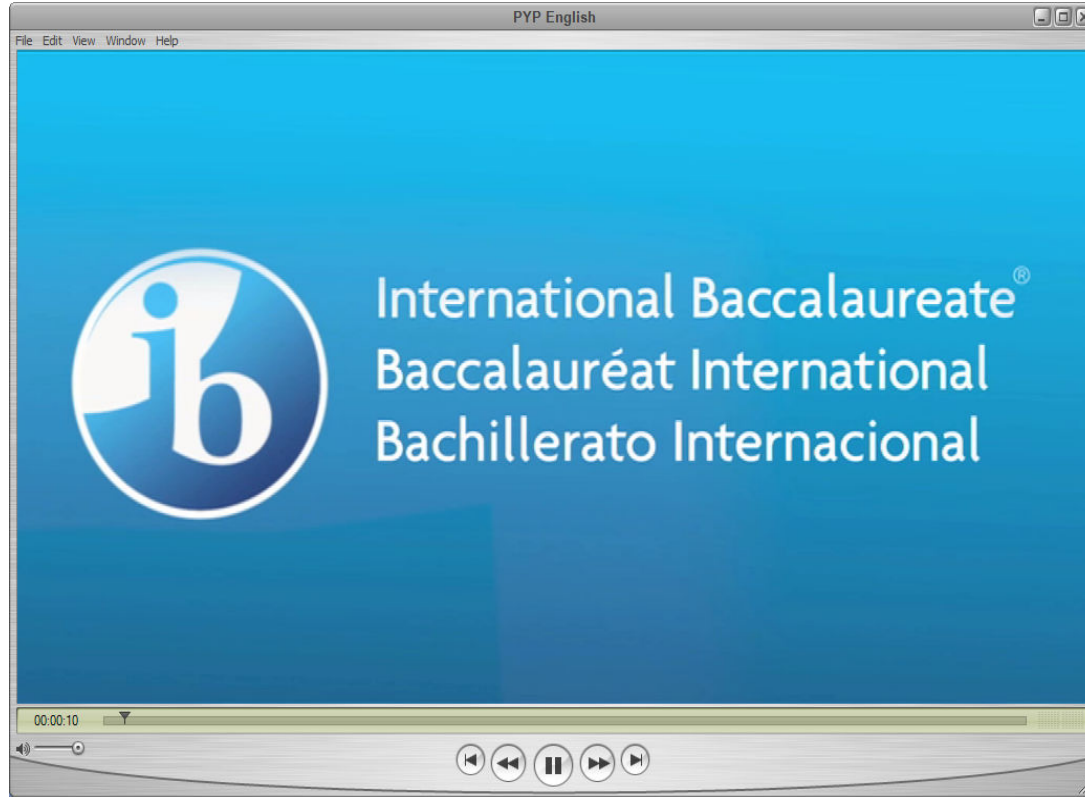 PYP English
File Edit View Window Help
ib
International Baccalaureate®
Baccalauréat International
Bachillerato Internacional
00:00:10